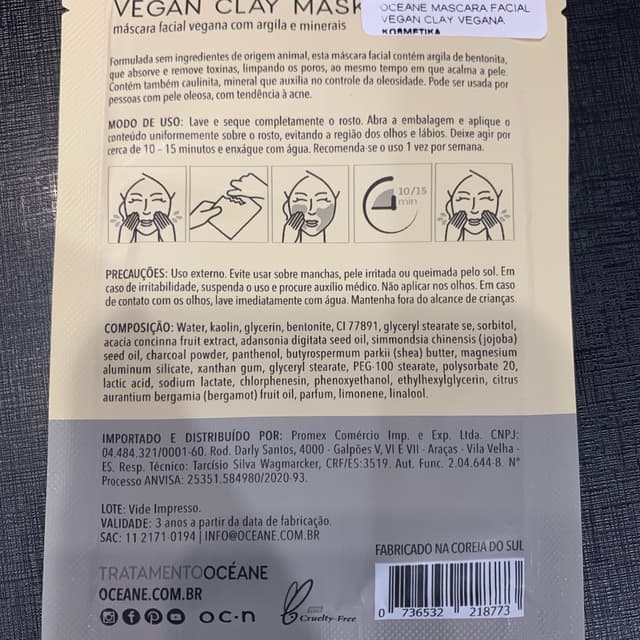 VEGAN CLAY MASK
máscara facial vegana com argila e minerais
OCEANE MASCARA FACIAL
VEGAN CLAY VEGANA
KOSMETIKA
Formulada sem ingredientes de origem animal, esta máscara facial contém argila de bentonita,
que absorve e remove toxinas, limpando os poros, ao mesmo tempo em que acalma a pele.
Contém também caulinita, mineral que auxilia no controle da oleosidade. Pode ser usada por
pessoas com pele oleosa, com tendência à acne.
MODO DE USO: Lave e seque completamente o rosto. Abra a embalagem e aplique o
conteúdo uniformemente sobre o rosto, evitando a região dos olhos e lábios. Deixe agir por
cerca de 10 – 15 minutos e enxágue com água. Recomenda-se o uso 1 vez por semana.
10/15
min
PRECAUÇÕES: Uso externo. Evite usar sobre manchas, pele irritada ou queimada pelo sol. Em
caso de irritabilidade, suspenda o uso e procure auxílio médico. Não aplicar nos olhos. Em caso
de contato com os olhos, lave imediatamente com água. Mantenha fora do alcance de crianças.
COMPOSIÇÃO: Water, kaolin, glycerin, bentonite, CI 77891, glyceryl stearate se, sorbitol,
acacia concinna fruit extract, adansonia digitata seed oil, simmondsia chinensis (jojoba)
seed oil, charcoal powder, panthenol, butyrospermum parkii (shea) butter, magnesium
aluminum silicate, xanthan gum, glyceryl stearate, PEG-100 stearate, polysorbate 20,
lactic acid, sodium lactate, chlorphenesin, phenoxyethanol, ethylhexylglycerin, citrus
aurantium bergamia (bergamot) fruit oil, parfum, limonene, linalool.
IMPORTADO E DISTRIBUÍDO POR: Promex Comércio Imp. e Exp. Ltda. CNPJ:
04.484.321/0001-60. Rod. Darly Santos, 4000 - Galpões V, VI E VII - Araças - Vila Velha -
ES. Resp. Técnico: Tarcísio Silva Wagmarcker, CRF/ES:3519. Aut. Func. 2.04.644-8. N°
Processo ANVISA: 25351.584980/2020-93.
LOTE: Vide Impresso.
VALIDADE: 3 anos a partir da data de fabricação.
SAC: 11 2171-0194 | INFO@OCEANE.COM.BR
FABRICADO NA COREIA DO SUL
TRATAMENTOOCÉANE
OCEANE.COM.BR
oc·n
Cruelty-Free
0 736532 218773